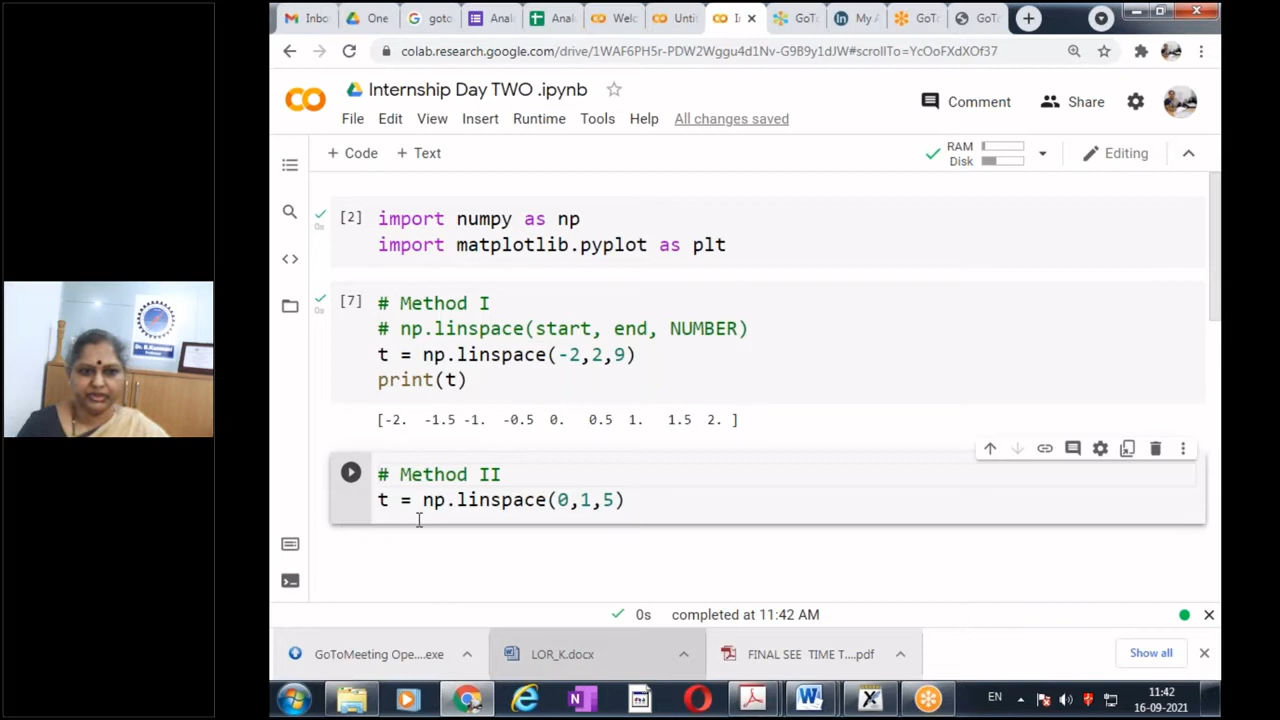 Inbo
One
goto
Anal
Anal
Welc
Unti
I
GoTo
My A
GoTo
GoTo
colab.research.google.com/drive/1WAF6PH5r-PDW2Wggu4d1Nv-G9B9y1dJW#scrollTo=YcOoFXdXOf37
Internship Day TWO .ipynb
Comment
Share
File Edit View Insert Runtime Tools Help All changes saved
+ Code + Text
RAM
Disk
Editing
[2] import numpy as np
import matplotlib.pyplot as plt
0s
[7] # Method I
0s
# np.linspace(start, end, NUMBER)
t = np.linspace(-2,2,9)
print(t)
[-2. -1.5 -1. -0.5 0. 0.5 1. 1.5 2. ]
# Method II
t = np.linspace(0,1,5)
0s completed at 11:42 AM
GoToMeeting Ope....exe
LOR_K.docx
FINAL SEE TIME T....pdf
Show all
EN
11:42
16-09-2021